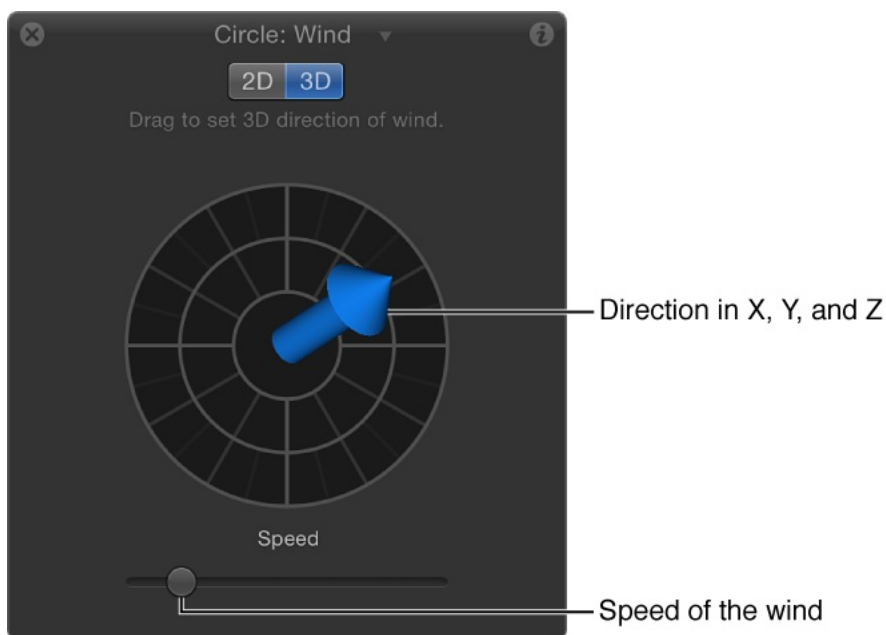 Circle: Wind
2D 3D
Drag to set 3D direction of wind.
Direction in X, Y, and Z
Speed
Speed of the wind